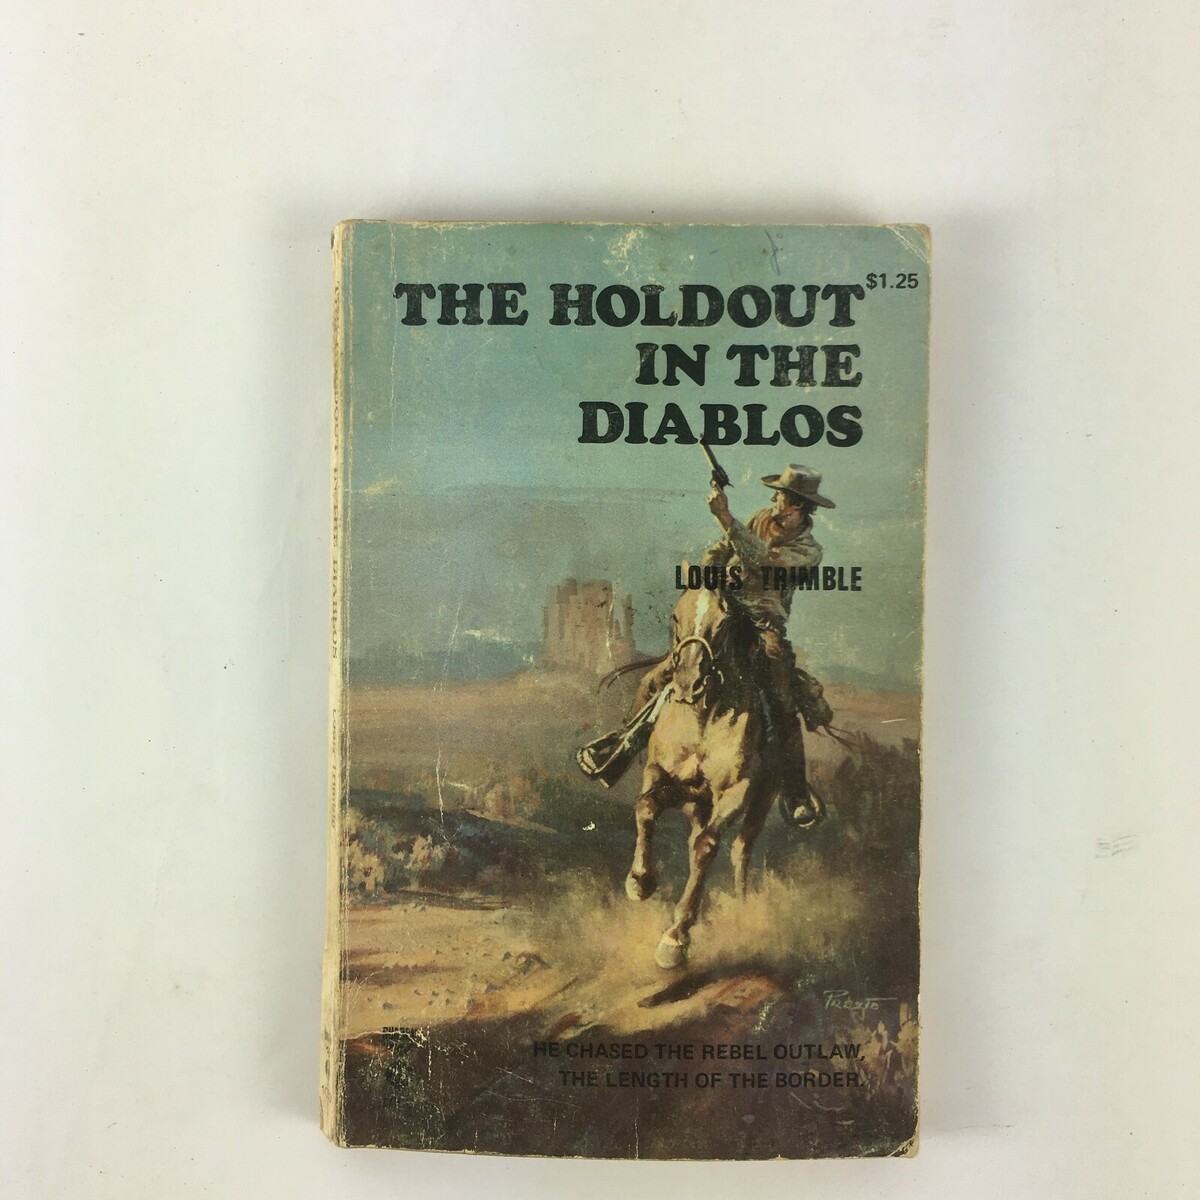 $1.25
THE HOLDOUT
IN THE
DIABLOS
LOUIS TRIMBLE
HE CHASED THE REBEL OUTLAW,
THE LENGTH OF THE BORDER.